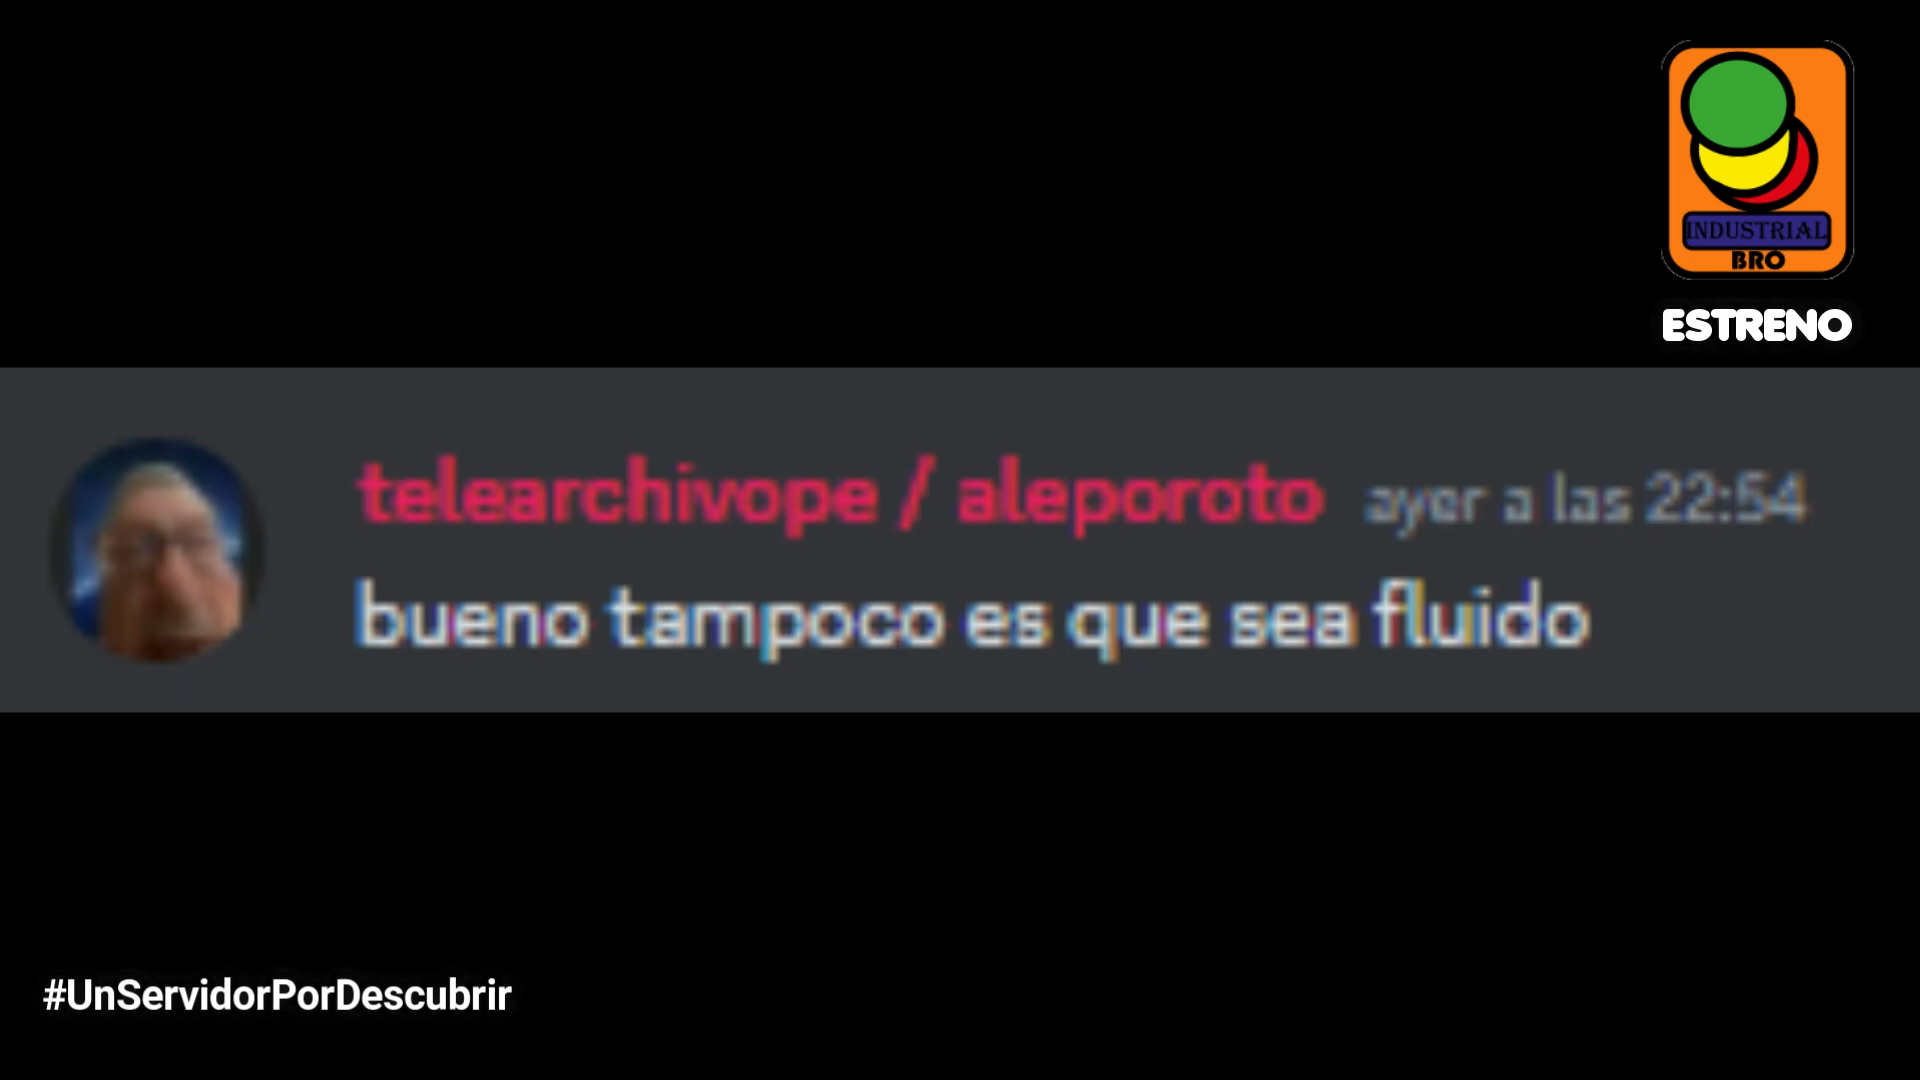 INDUSTRIAL
BRO
ESTRENO
telearchivope / aleporoto ayer a las 22:54
bueno tampoco es que sea fluido
#UnServidorPorDescubrir